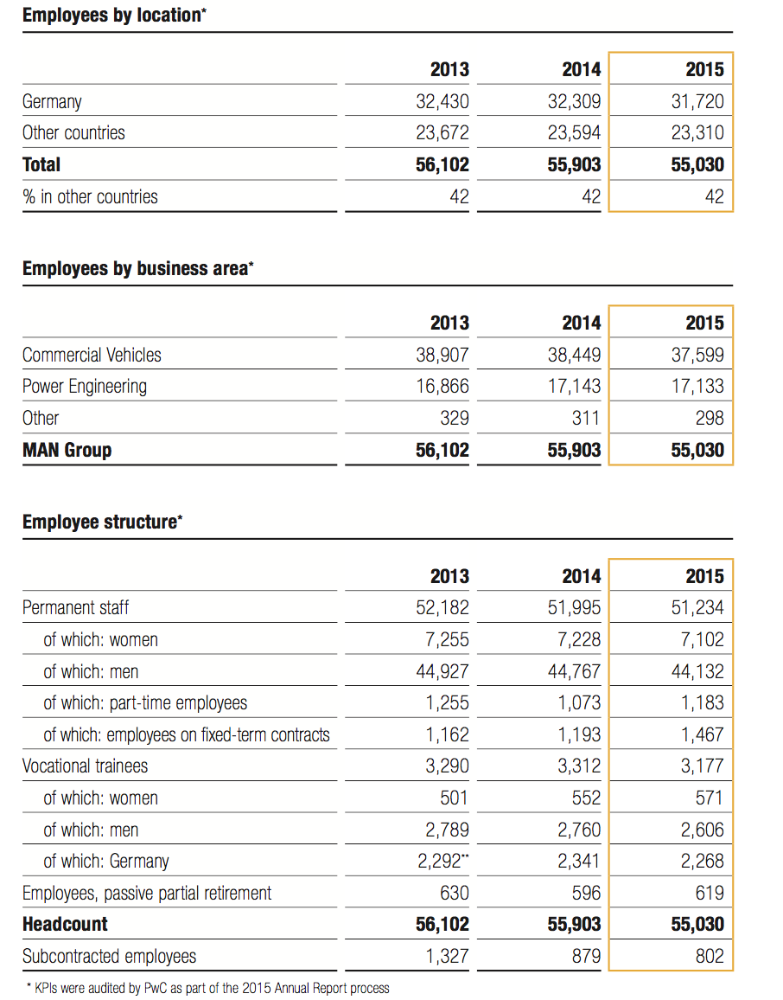 Employees by location*
2013 2014 2015
Germany 32,430 32,309 31,720
Other countries 23,672 23,594 23,310
Total 56,102 55,903 55,030
% in other countries 42 42 42
Employees by business area*
2013 2014 2015
Commercial Vehicles 38,907 38,449 37,599
Power Engineering 16,866 17,143 17,133
Other 329 311 298
MAN Group 56,102 55,903 55,030
Employee structure*
2013 2014 2015
Permanent staff 52,182 51,995 51,234
of which: women 7,255 7,228 7,102
of which: men 44,927 44,767 44,132
of which: part-time employees 1,255 1,073 1,183
of which: employees on fixed-term contracts 1,162 1,193 1,467
Vocational trainees 3,290 3,312 3,177
of which: women 501 552 571
of which: men 2,789 2,760 2,606
of which: Germany 2,292** 2,341 2,268
Employees, passive partial retirement 630 596 619
Headcount 56,102 55,903 55,030
Subcontracted employees 1,327 879 802
* KPIs were audited by PwC as part of the 2015 Annual Report process